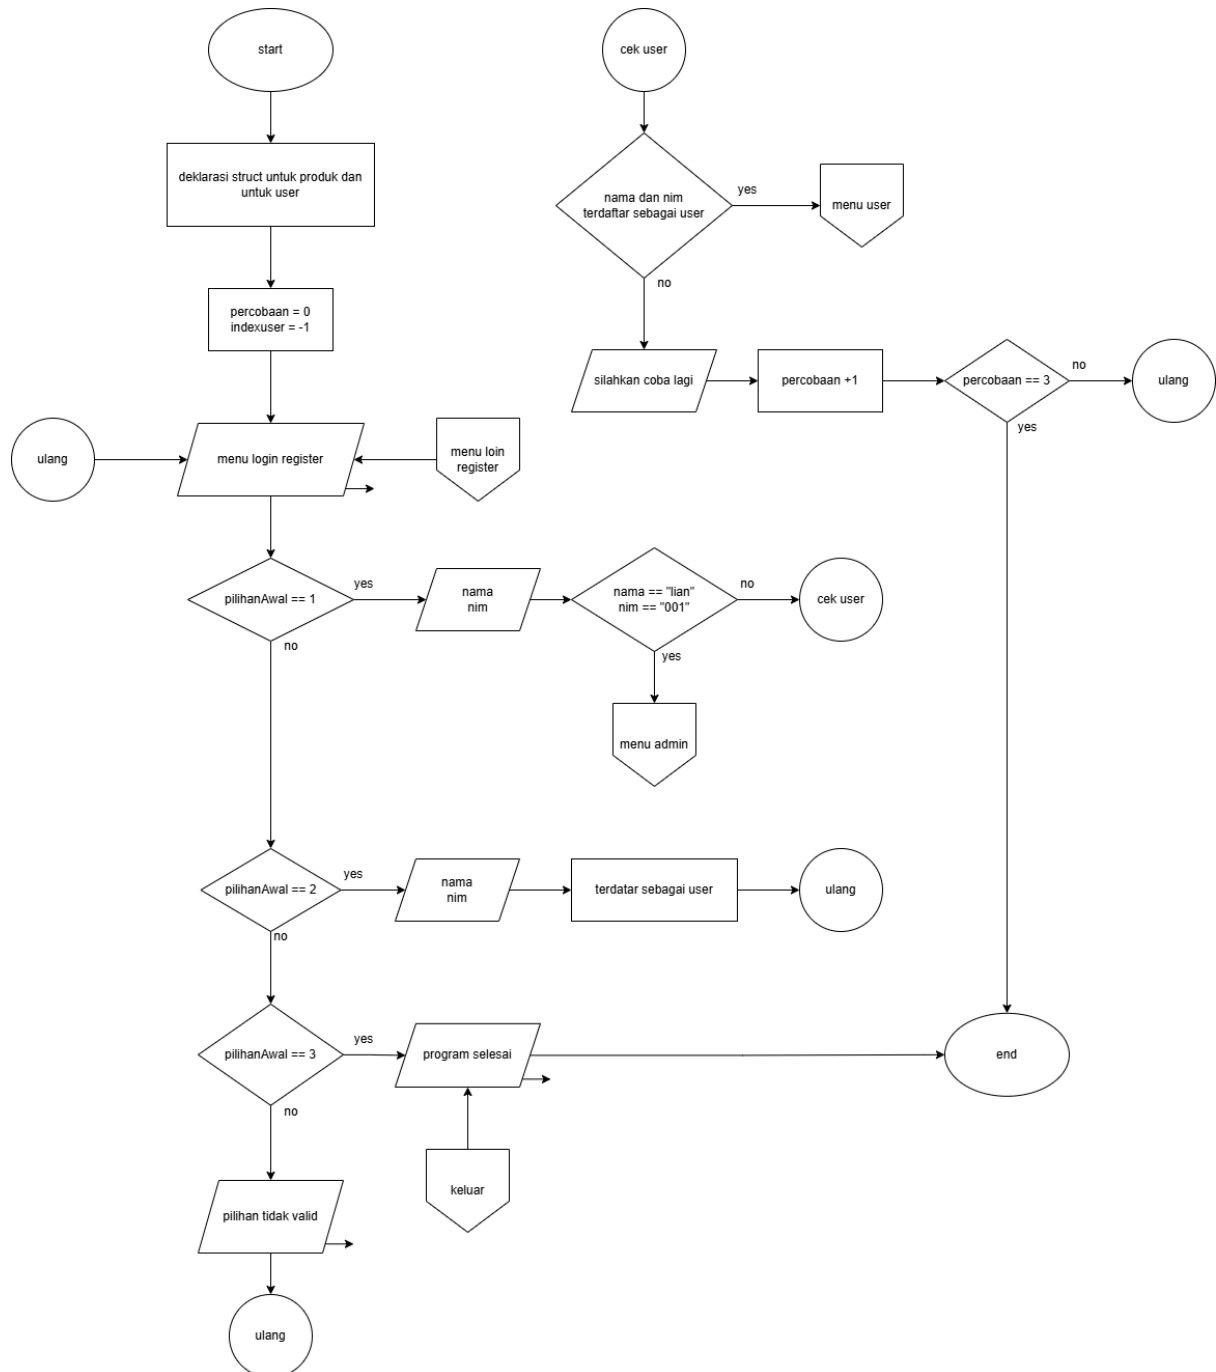 start
cek user
deklarasi struct untuk produk dan
untuk user
nama dan nim
terdaftar sebagai user
yes
menu user
no
percobaan = 0
indexuser = -1
silahkan coba lagi
percobaan +1
percobaan == 3
no
ulang
yes
ulang
menu login register
menu loin
register
pilihanAwal == 1
yes
nama
nim
nama == "lian"
nim == "001"
no
cek user
no
yes
menu admin
pilihanAwal == 2
yes
nama
nim
terdatar sebagai user
ulang
no
pilihanAwal == 3
yes
program selesai
end
no
keluar
pilihan tidak valid
ulang